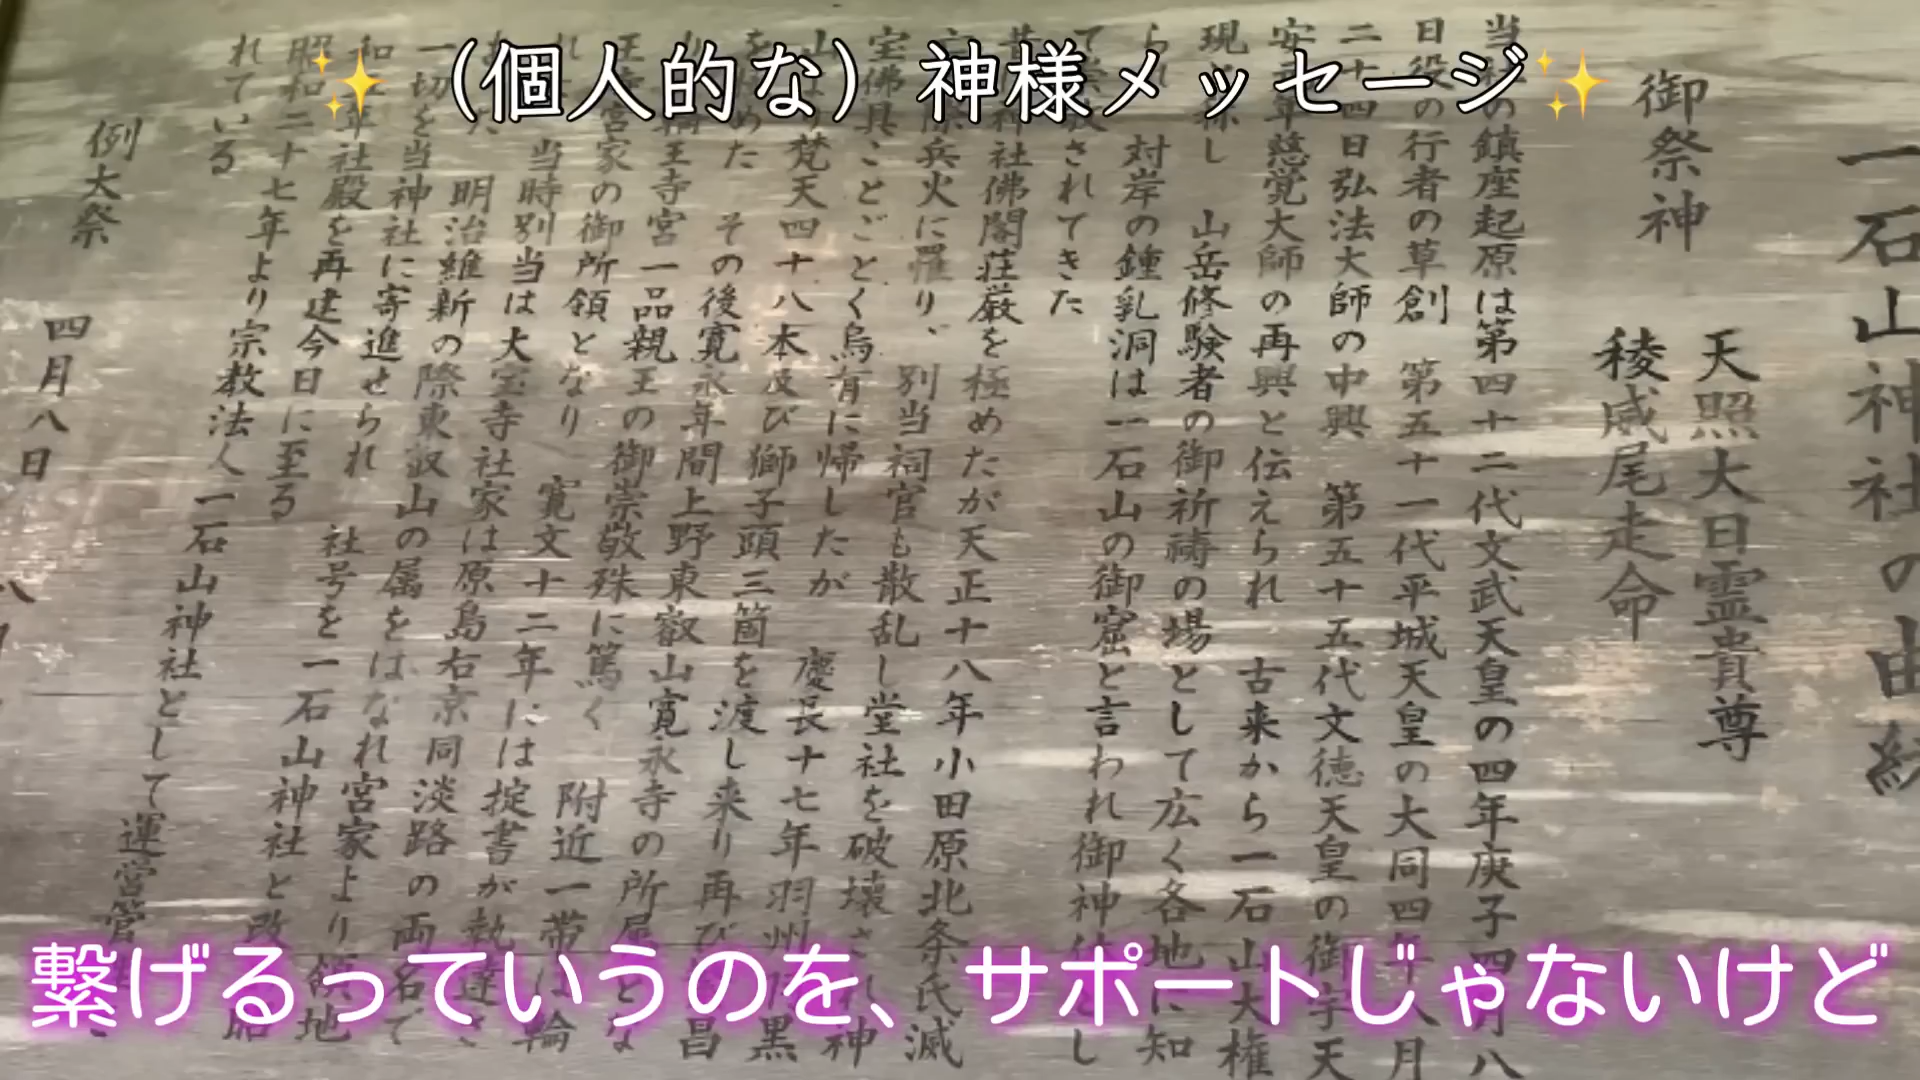 ✨（個人的な）神様メッセージ✨
一石山神社の由緒
御祭神
天照大日霊貴尊
稜威尾走命
の鎮座起原は第四十二代文武天皇の四年庚子四月八
日役の行者の草創 第五十一代平城天皇の大同四年八月
二十四日弘法大師の中興 第五十五代文徳天皇の御宇天
安 年慈覚大師の再興と伝えられ 古来から一石山大権
現と称し 山岳修験者の御祈祷の場として広く各地に知
られ 対岸の鍾乳洞は一石山の御窟と言われ御神体とし
て崇敬されてきた
神社佛閣荘厳を極めたが天正十八年小田原北条氏滅
兵火に罹り、別当祠官も散乱し堂社を破壊され神
宝佛具ことごとく烏有に帰したが 慶長十七年羽州 黒
山 梵天四十八本及び獅子頭三箇を渡し来り再び
た その後寛永年間上野東叡山寛永寺の所属とな
輪王寺宮一品親王の御崇敬殊に篤く 附近一帯は輪
王寺宮家の御所領となり 寛文十二年には掟書が執達さ
れ 当時別当は大宝寺社家は原島右京同淡路の両名で
明治維新の際東叡山の属をはなれ宮家より領地
一切を当神社に寄進せられ 社号を一石山神社と改
和 年社殿を再建今日に至る
昭和二十七年より宗教法人一石山神社として運営管
れている
例大祭 四月八日
繋げるっていうのを、サポートじゃないけど